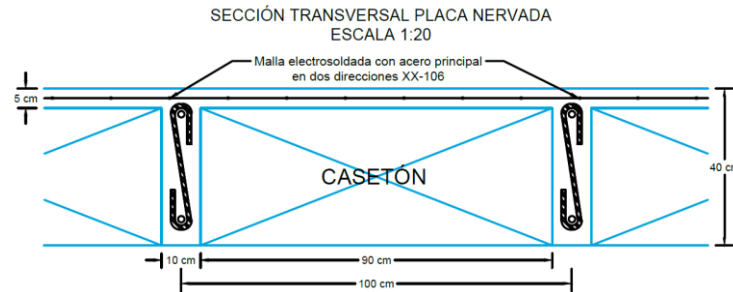 SECCIÓN TRANSVERSAL PLACA NERVADA
ESCALA 1:20
Malla electrosoldada con acero principal
en dos direcciones XX-106
5 cm
CASETÓN
40 cm
10 cm
90 cm
100 cm